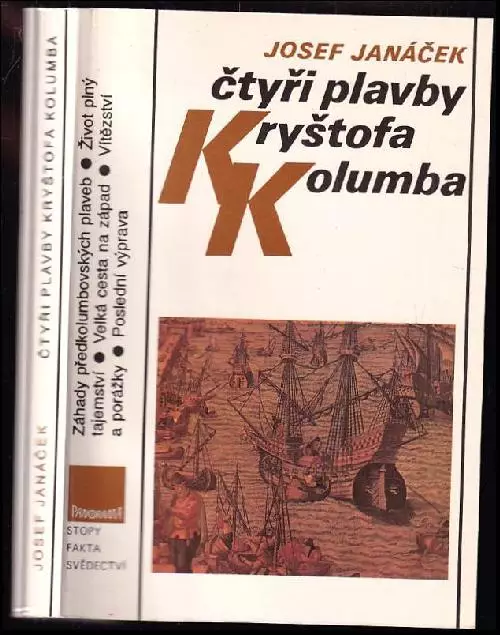 JOSEF JANÁČEK
čtyři plavby
Kryštofa
Kolumba
Záhady předkolumbovských plaveb ● Život plný
tajemství ● Velká cesta na západ ● Vítězství
a porážky ● Poslední výprava
PANORAMA
STOPY
FAKTA
SVĚDECTVÍ
JOSEF JANÁČEK ČTYŘI PLAVBY KRYŠTOFA KOLUMBA